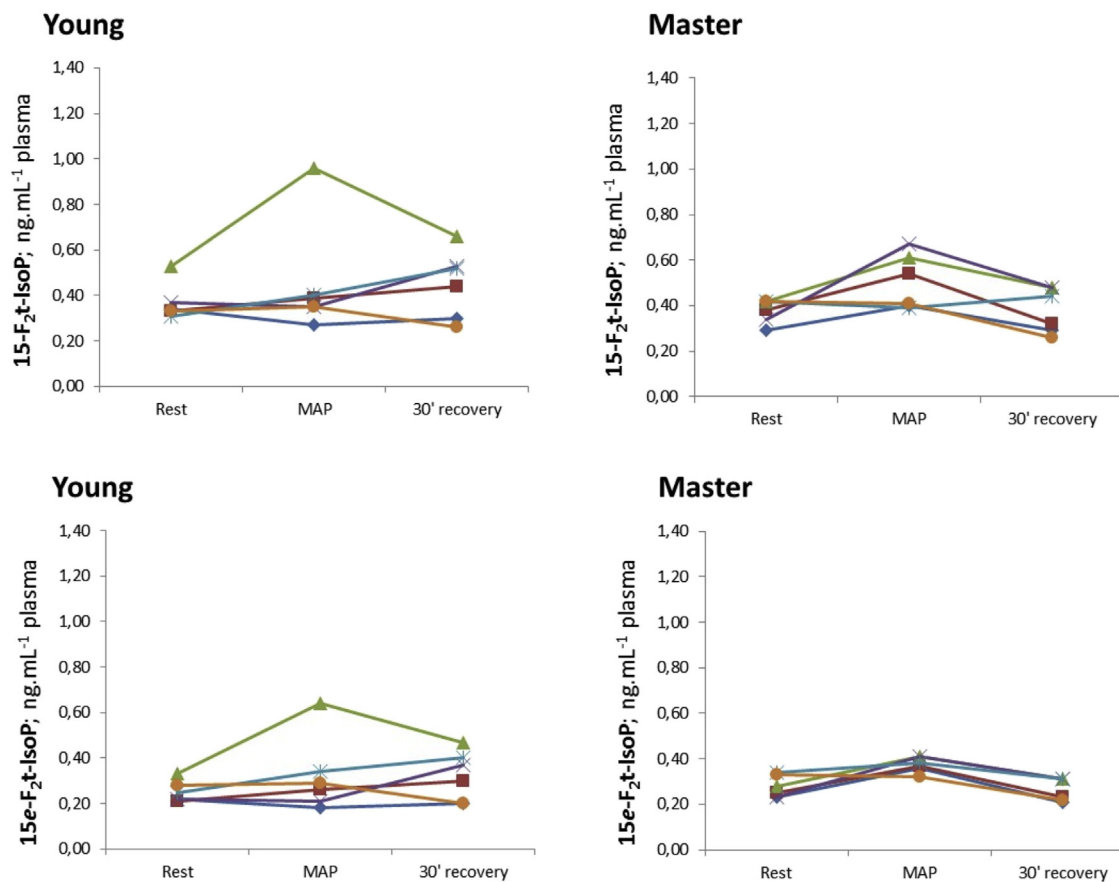 Young
15-F₂t-IsoP; ng.mL⁻¹ plasma
1,40
1,20
1,00
0,80
0,60
0,40
0,20
0,00
Rest MAP 30' recovery
Master
15-F₂t-IsoP; ng.mL⁻¹ plasma
1,40
1,20
1,00
0,80
0,60
0,40
0,20
0,00
Rest MAP 30' recovery
Young
15e-F₂t-IsoP; ng.mL⁻¹ plasma
1,40
1,20
1,00
0,80
0,60
0,40
0,20
0,00
Rest MAP 30' recovery
Master
15e-F₂t-IsoP; ng.mL⁻¹ plasma
1,40
1,20
1,00
0,80
0,60
0,40
0,20
0,00
Rest MAP 30' recovery